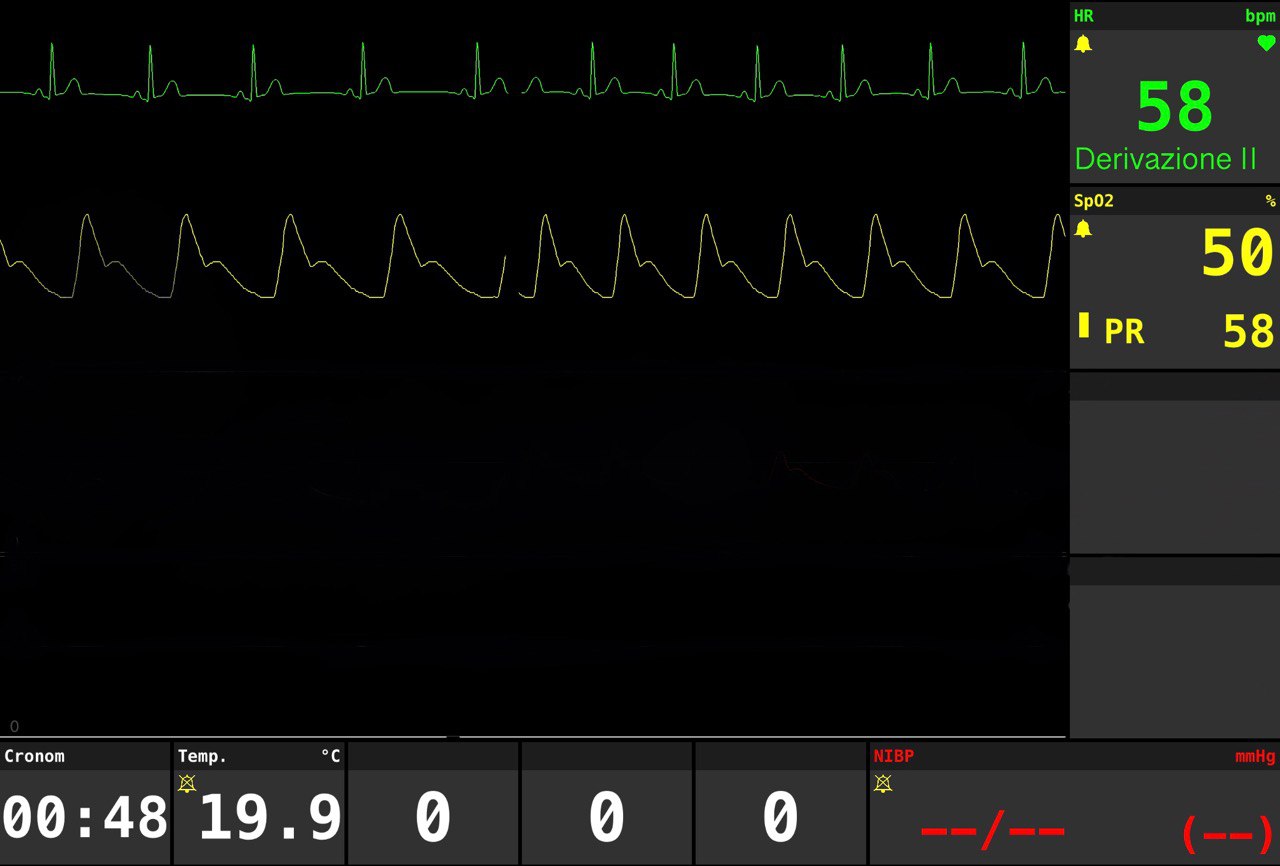 HR bpm
58
Derivazione II
SpO2 %
50
PR 58
0
Cronom
00:48
Temp. °C
19.9
0
0
0
NIBP mmHg
--/-- (--)